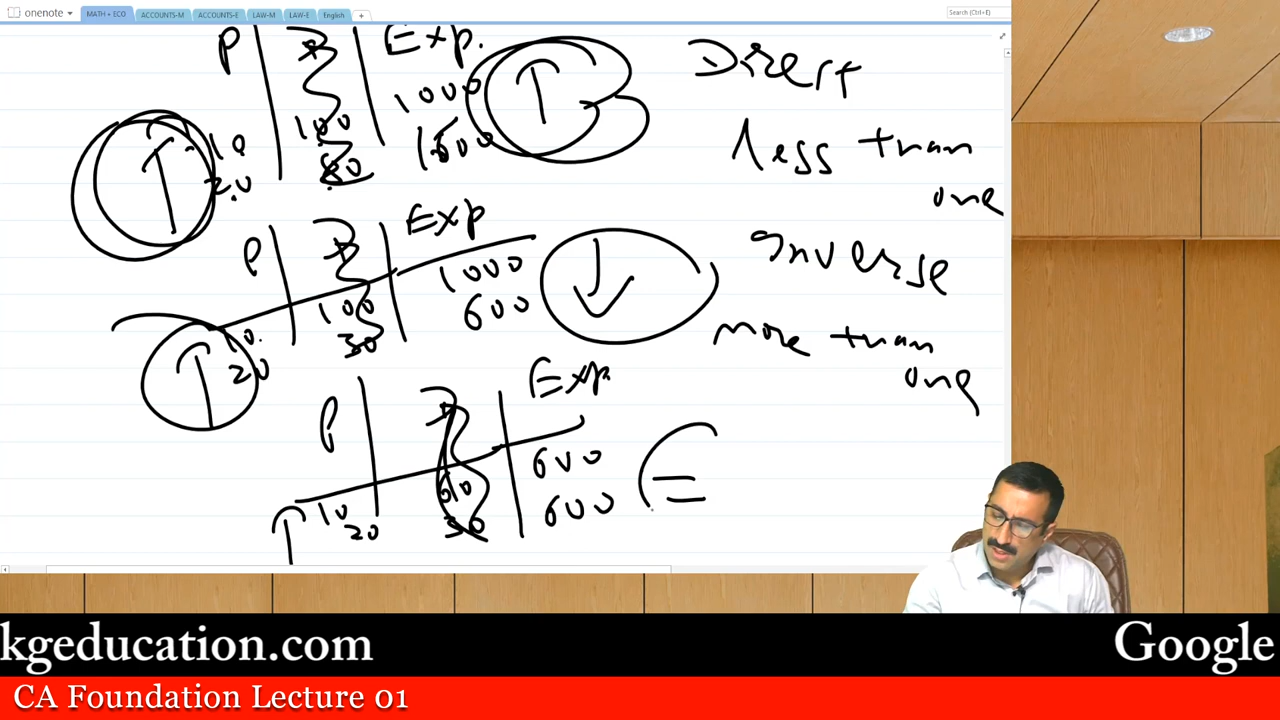 onenote MATH + ECO ACCOUNTS-M ACCOUNTS-E LAW-M LAW-E English + Search (Ctrl+E)
P D Exp.
10 100 1000
20 80 1600
Direct
less than
one
P D Exp
10 100 1000
20 30 600
Inverse
more than
one
P D Exp
10 60 600
20 30 600
=
kgeducation.com Google
CA Foundation Lecture 01